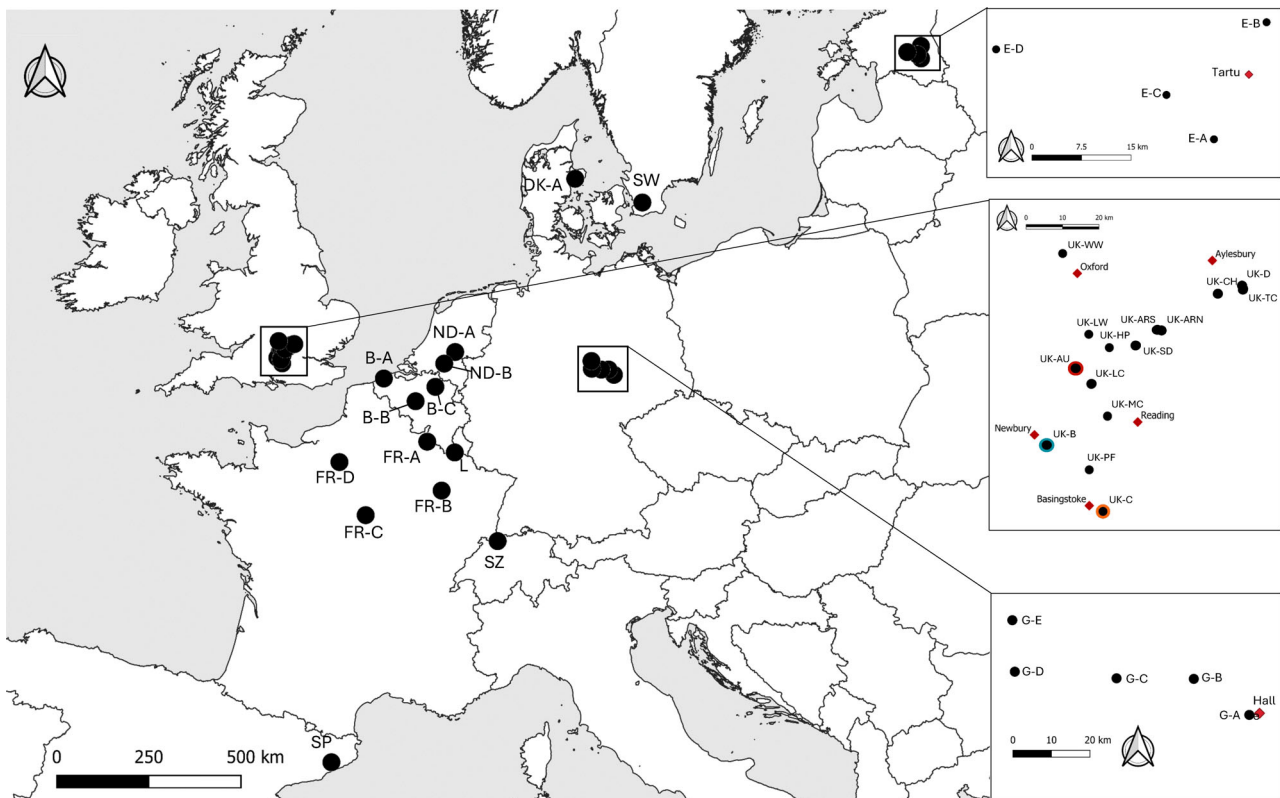 DK-A
SW
ND-A
B-A
ND-B
B-B
B-C
FR-A
L
FR-D
FR-B
FR-C
SZ
SP
0 250 500 km
E-B
E-D
Tartu
E-C
E-A
0 7.5 15 km
0 10 20 km
UK-WW
Aylesbury
Oxford
UK-D
UK-CH
UK-TC
UK-ARS
UK-ARN
UK-LW
UK-HP
UK-SD
UK-AU
UK-LC
UK-MC
Reading
Newbury
UK-B
UK-PF
Basingstoke
UK-C
G-E
G-D
G-C
G-B
Hall
G-A
e
0 10 20 km